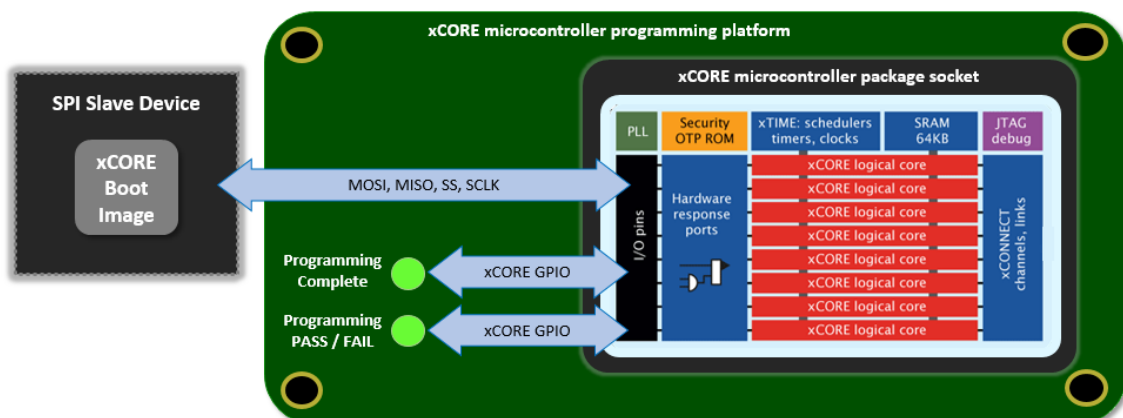 xCORE microcontroller programming platform
xCORE microcontroller package socket
SPI Slave Device
xCORE
Boot
Image
MOSI, MISO, SS, SCLK
Programming
Complete
xCORE GPIO
Programming
PASS / FAIL
xCORE GPIO
PLL
Security
OTP ROM
xTIME: schedulers
timers, clocks
SRAM
64KB
JTAG
debug
I/O pins
Hardware
response
ports
xCORE logical core
xCORE logical core
xCORE logical core
xCORE logical core
xCORE logical core
xCORE logical core
xCORE logical core
xCORE logical core
xCONNECT
channels, links